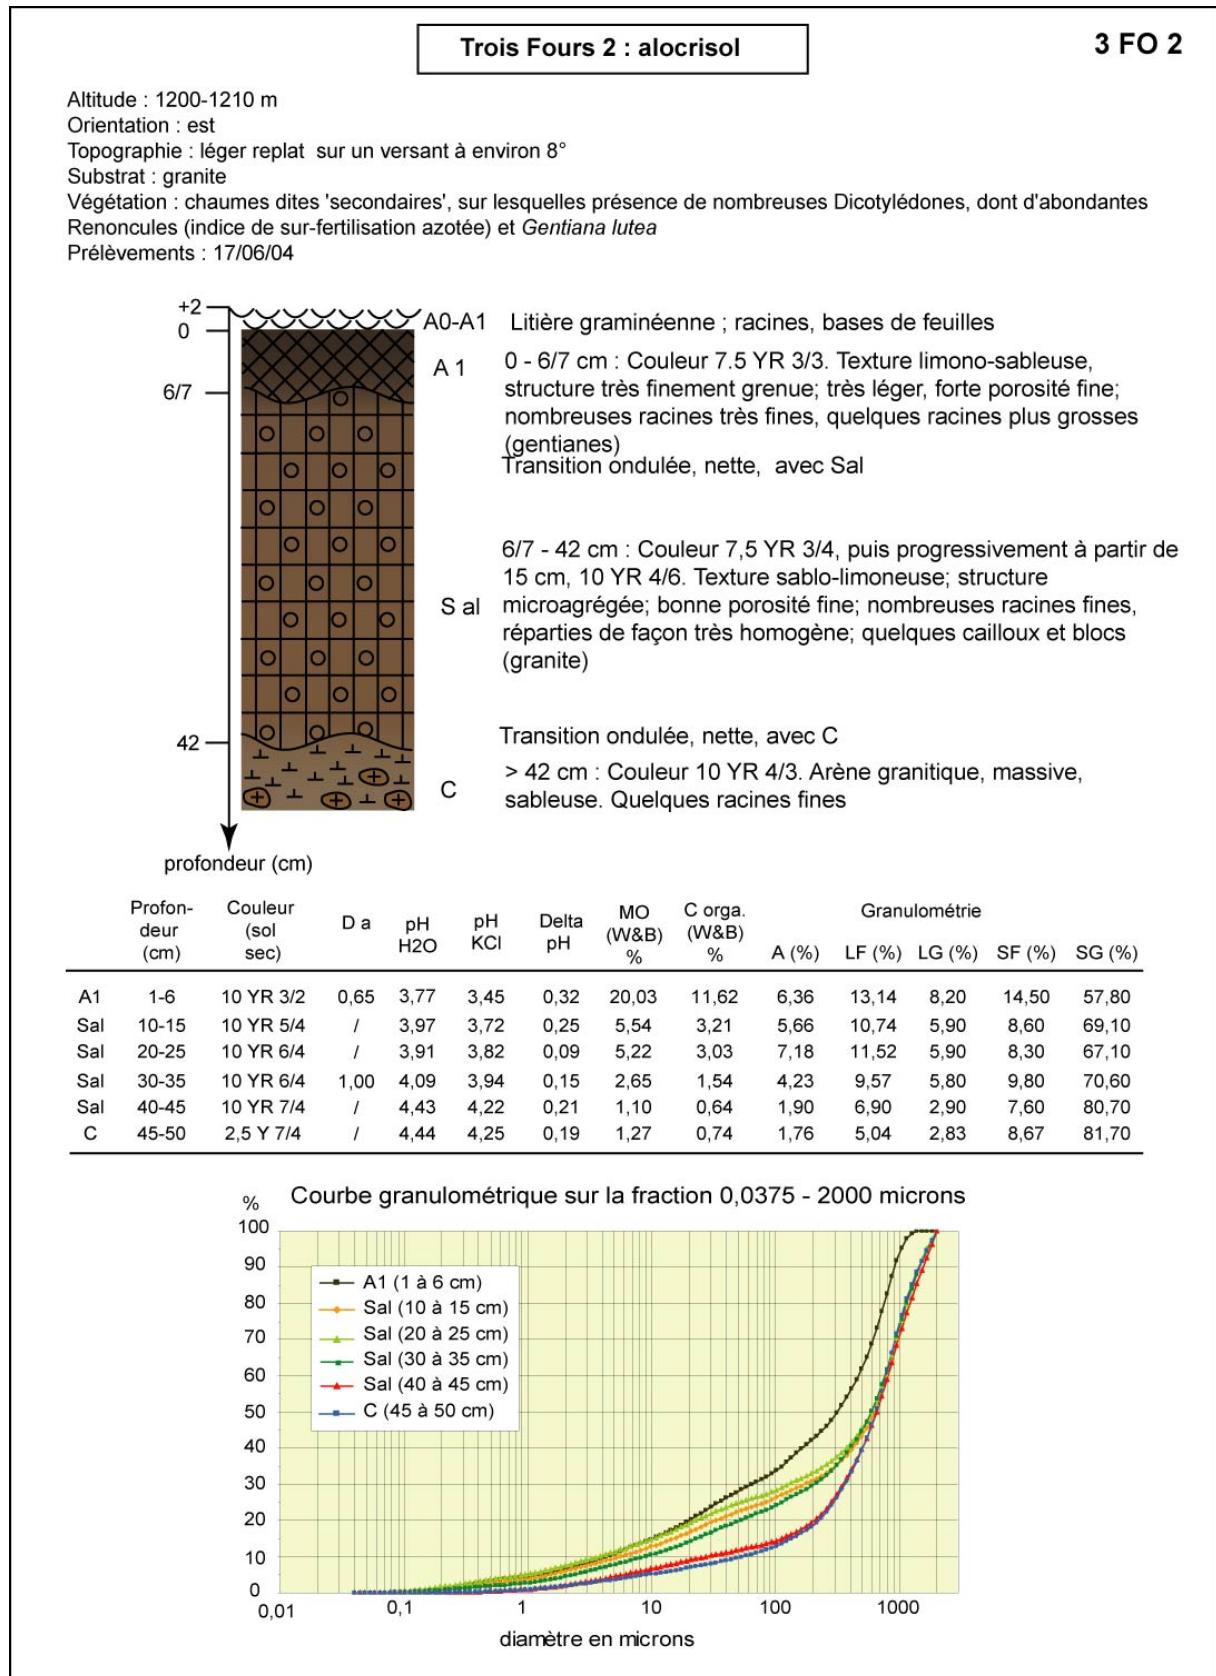 Trois Fours 2 : alocrisol
3 FO 2
Altitude : 1200-1210 m
Orientation : est
Topographie : léger replat sur un versant à environ 8°
Substrat : granite
Végétation : chaumes dites 'secondaires', sur lesquelles présence de nombreuses Dicotylédones, dont d'abondantes
Renoncules (indice de sur-fertilisation azotée) et Gentiana lutea
Prélèvements : 17/06/04
+2
0
6/7
42
profondeur (cm)
A0-A1 Litière graminéenne ; racines, bases de feuilles
A 1
0 - 6/7 cm : Couleur 7.5 YR 3/3. Texture limono-sableuse,
structure très finement grenue; très léger, forte porosité fine;
nombreuses racines très fines, quelques racines plus grosses
(gentianes)
Transition ondulée, nette, avec Sal
S al
6/7 - 42 cm : Couleur 7,5 YR 3/4, puis progressivement à partir de
15 cm, 10 YR 4/6. Texture sablo-limoneuse; structure
microagrégée; bonne porosité fine; nombreuses racines fines,
réparties de façon très homogène; quelques cailloux et blocs
(granite)
Transition ondulée, nette, avec C
C
> 42 cm : Couleur 10 YR 4/3. Arène granitique, massive,
sableuse. Quelques racines fines
Profon-deur (cm) Couleur (sol sec) D a pH H2O pH KCl Delta pH MO (W&B) % C orga. (W&B) % Granulométrie
A (%) LF (%) LG (%) SF (%) SG (%)
A1 1-6 10 YR 3/2 0,65 3,77 3,45 0,32 20,03 11,62 6,36 13,14 8,20 14,50 57,80
Sal 10-15 10 YR 5/4 / 3,97 3,72 0,25 5,54 3,21 5,66 10,74 5,90 8,60 69,10
Sal 20-25 10 YR 6/4 / 3,91 3,82 0,09 5,22 3,03 7,18 11,52 5,90 8,30 67,10
Sal 30-35 10 YR 6/4 1,00 4,09 3,94 0,15 2,65 1,54 4,23 9,57 5,80 9,80 70,60
Sal 40-45 10 YR 7/4 / 4,43 4,22 0,21 1,10 0,64 1,90 6,90 2,90 7,60 80,70
C 45-50 2,5 Y 7/4 / 4,44 4,25 0,19 1,27 0,74 1,76 5,04 2,83 8,67 81,70
Courbe granulométrique sur la fraction 0,0375 - 2000 microns
%
100
90
80
70
60
50
40
30
20
10
0
A1 (1 à 6 cm)
Sal (10 à 15 cm)
Sal (20 à 25 cm)
Sal (30 à 35 cm)
Sal (40 à 45 cm)
C (45 à 50 cm)
0,01 0,1 1 10 100 1000
diamètre en microns